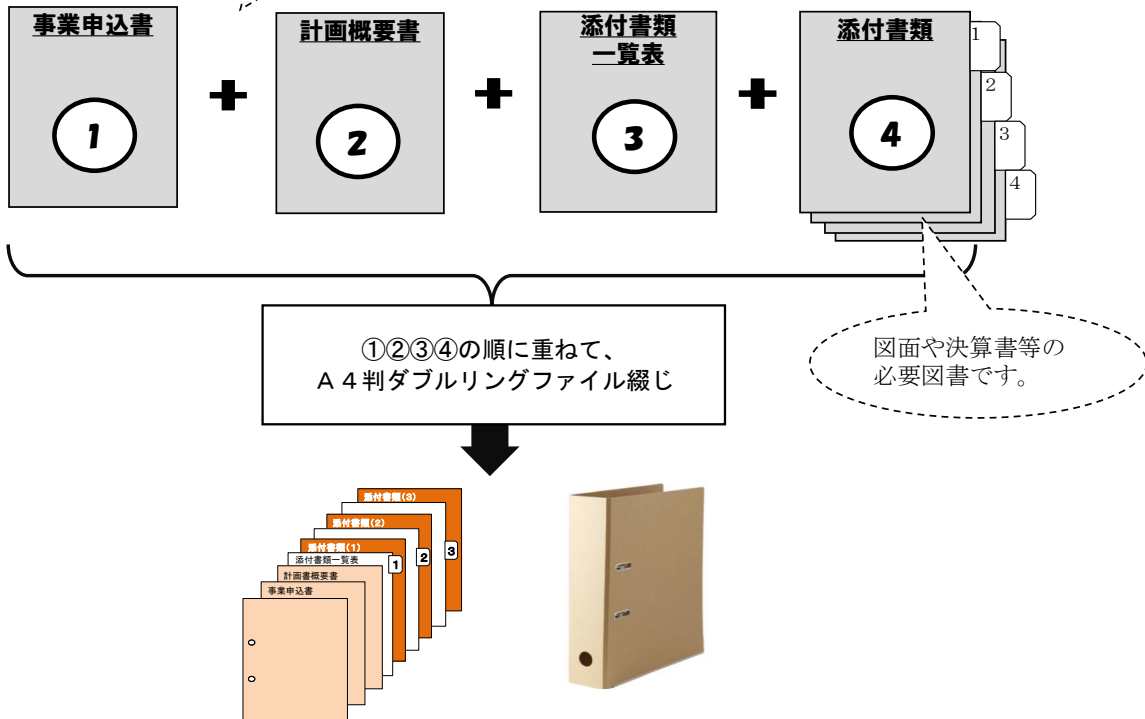 事業申込書
1
計画概要書
2
添付書類
一覧表
3
添付書類
4
1
2
3
4
①②③④の順に重ねて、
A4判ダブルリングファイル綴じ
図面や決算書等の
必要図書です。
添付書類(3)
添付書類(2)
添付書類(1)
添付書類一覧表
計画書概要書
事業申込書
1
2
3